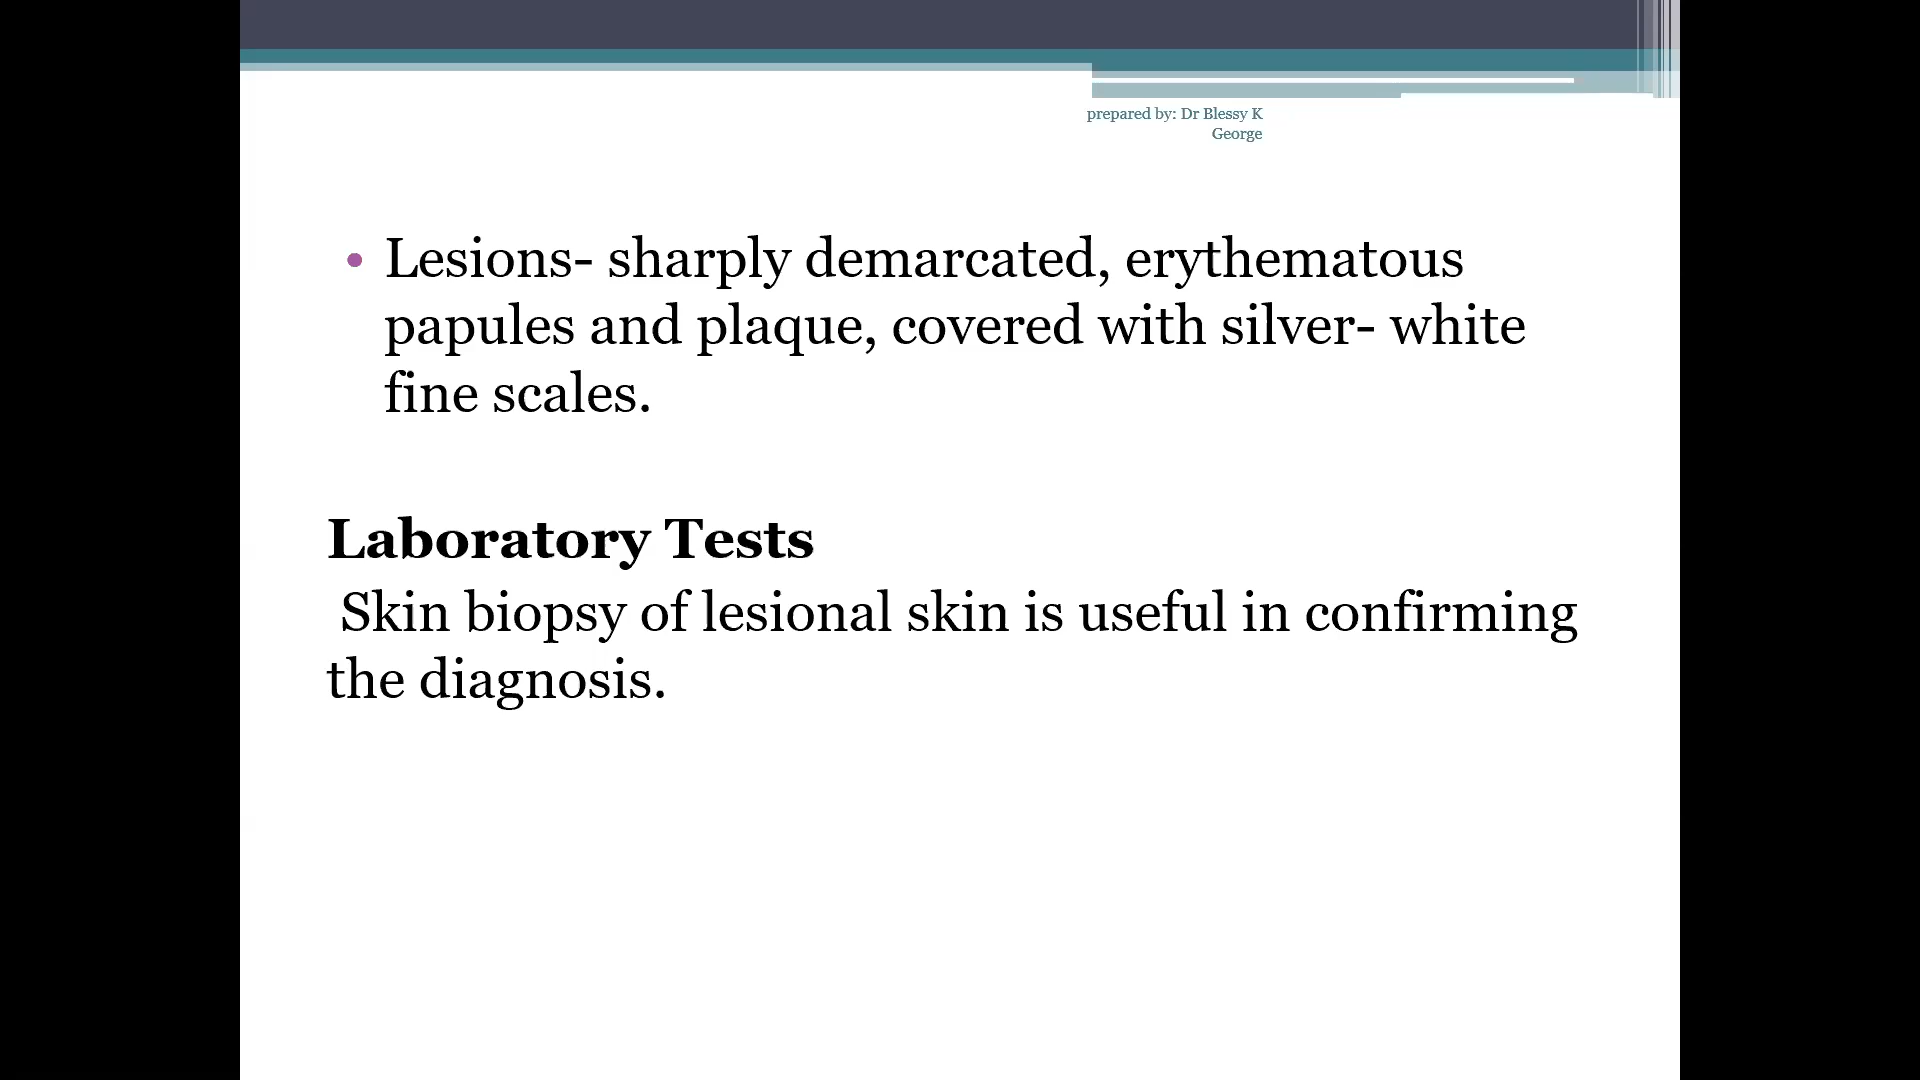 prepared by: Dr Blessy K
George
• Lesions- sharply demarcated, erythematous
papules and plaque, covered with silver- white
fine scales.
Laboratory Tests
Skin biopsy of lesional skin is useful in confirming
the diagnosis.